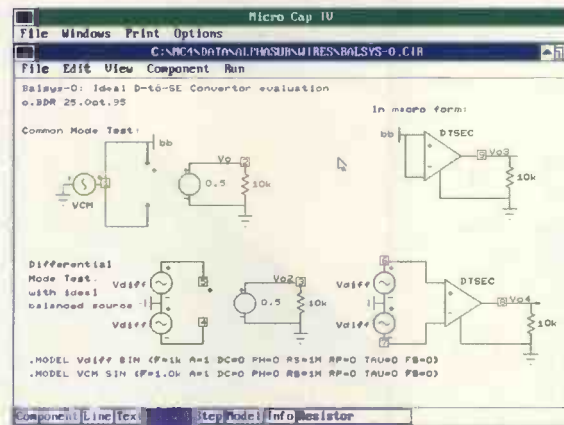 Micro Cap IV
File Windows Print Options
C:\MC4\DATA\ALPHASUB\WIRES\BALSYS-0.CIR
File Edit View Component Run
Balsys-0: Ideal D-to-SE Convertor evaluation
o.BDR 25.Oct.95
In macro form:
Common Mode Test:
bb
Vo
2
0.5
10k
VCM
bb
DTSEC
Vo3
10k
Differential
Mode Test.
with ideal
balanced source
Vdiff
Vdiff
Vo2
0.5
10k
Vdiff
Vdiff
DTSEC
Vo4
10k
.MODEL Vdiff SIN (F=1k A=1 DC=0 PH=0 RS=1M RP=0 TAU=0 FS=0)
.MODEL VCM SIN (F=1.0k A=1 DC=0 PH=0 RS=1M RP=0 TAU=0 FS=0)
Component Line Text Step Model Info Resistor